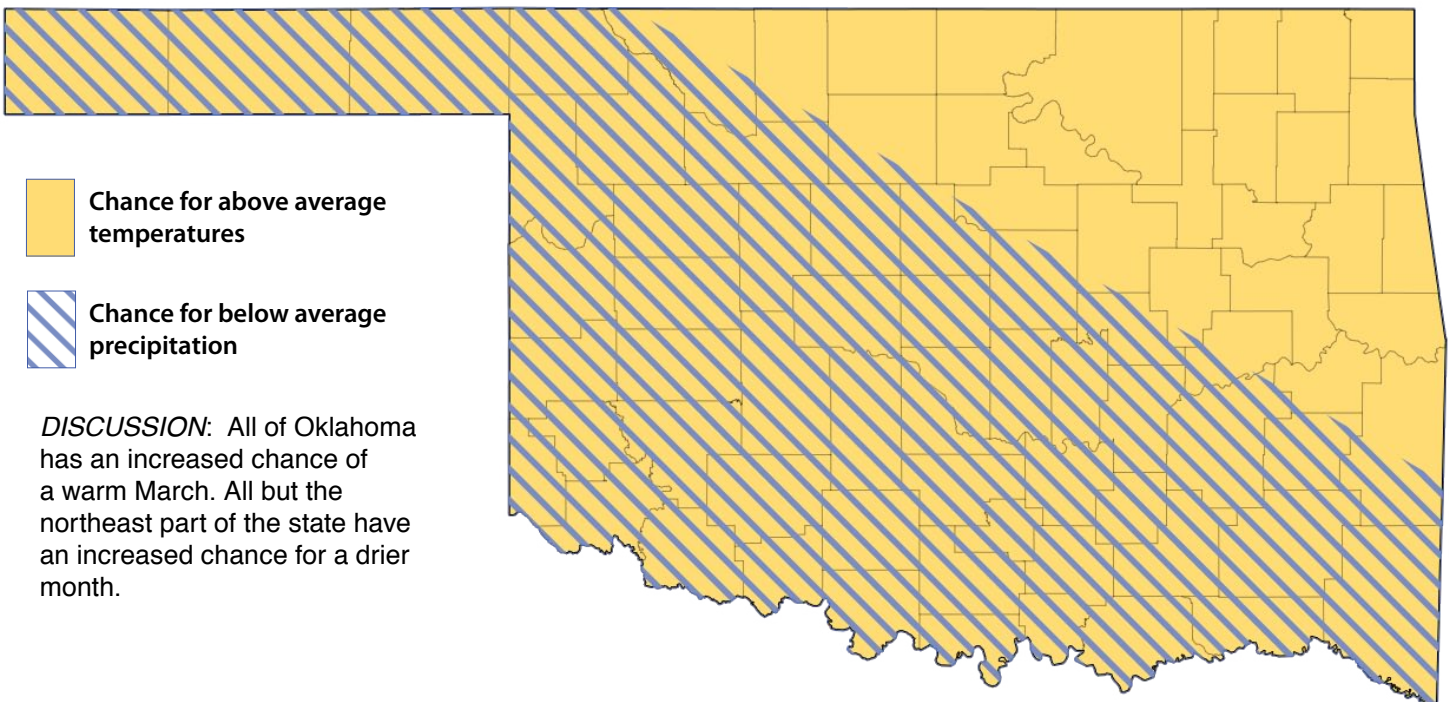 Chance for above average
temperatures
Chance for below average
precipitation
DISCUSSION:  All of Oklahoma
has an increased chance of
a warm March. All but the
northeast part of the state have
an increased chance for a drier
month.